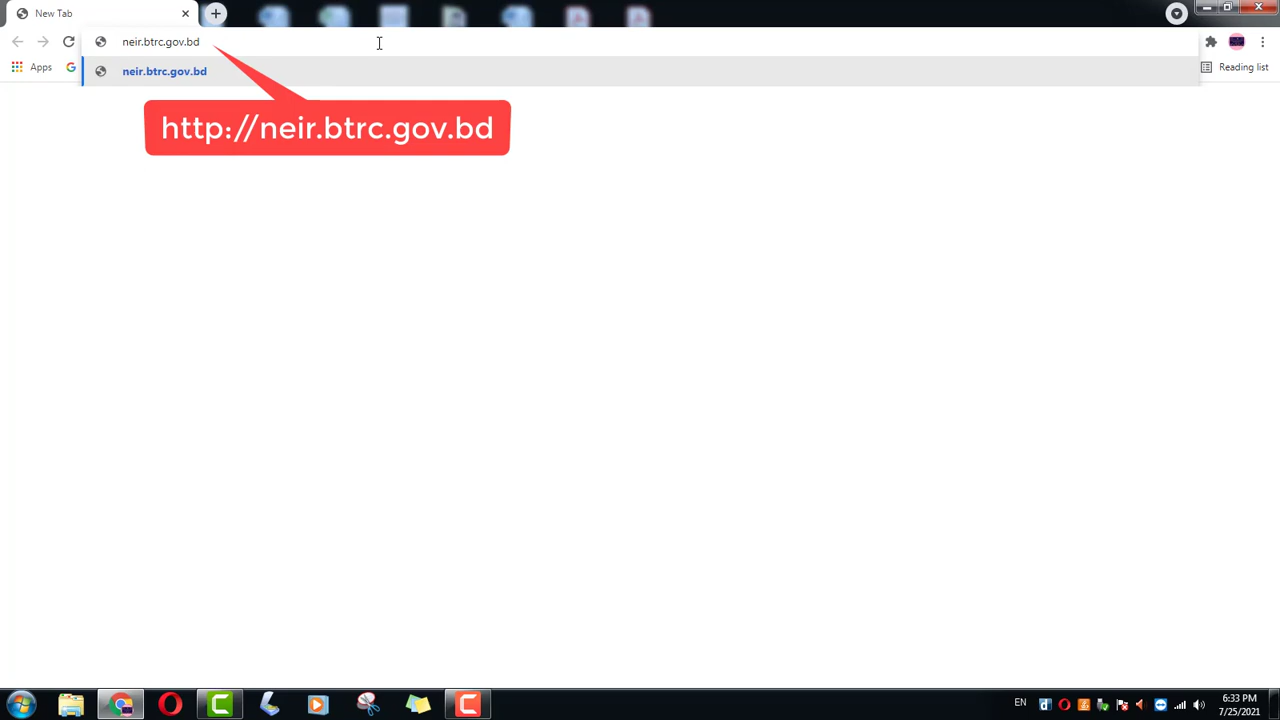 New Tab
neir.btrc.gov.bd
Apps
Reading list
neir.btrc.gov.bd
http://neir.btrc.gov.bd
EN
6:33 PM
7/25/2021